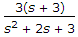 3(s + 3)
s² + 2s + 3